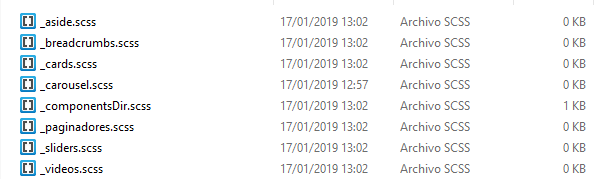 _aside.scss 17/01/2019 13:02 Archivo SCSS 0 KB
_breadcrumbs.scss 17/01/2019 13:02 Archivo SCSS 0 KB
_cards.scss 17/01/2019 13:02 Archivo SCSS 0 KB
_carousel.scss 17/01/2019 12:57 Archivo SCSS 0 KB
_componentsDir.scss 17/01/2019 13:02 Archivo SCSS 1 KB
_paginadores.scss 17/01/2019 13:02 Archivo SCSS 0 KB
_sliders.scss 17/01/2019 13:02 Archivo SCSS 0 KB
_videos.scss 17/01/2019 13:02 Archivo SCSS 0 KB